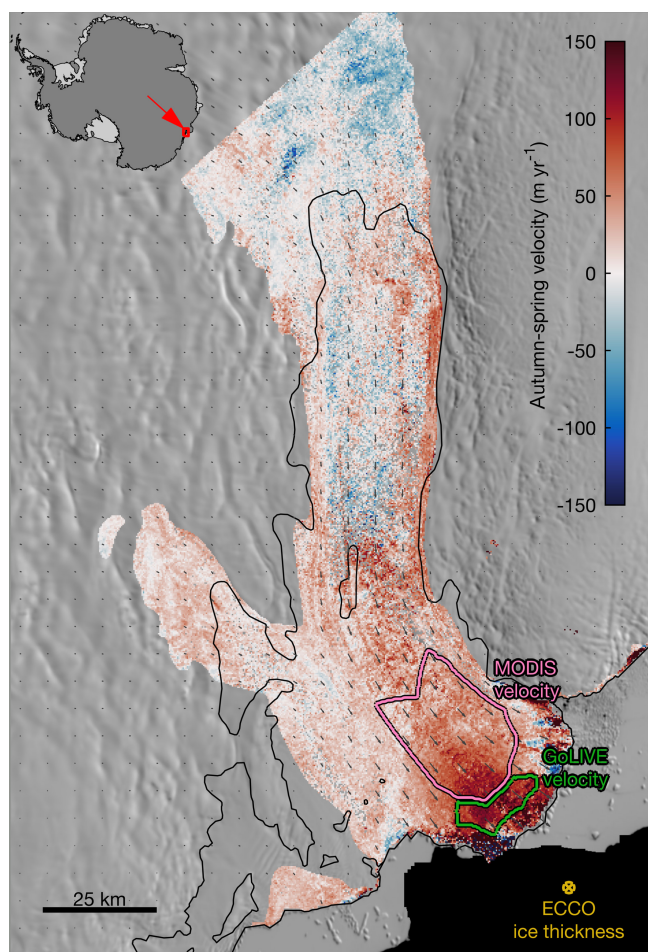 150
100
50
0
-50
-100
-150
Autumn-spring velocity (m yr⁻¹)
MODIS
velocity
GoLIVE
velocity
25 km
ECCO
ice thickness